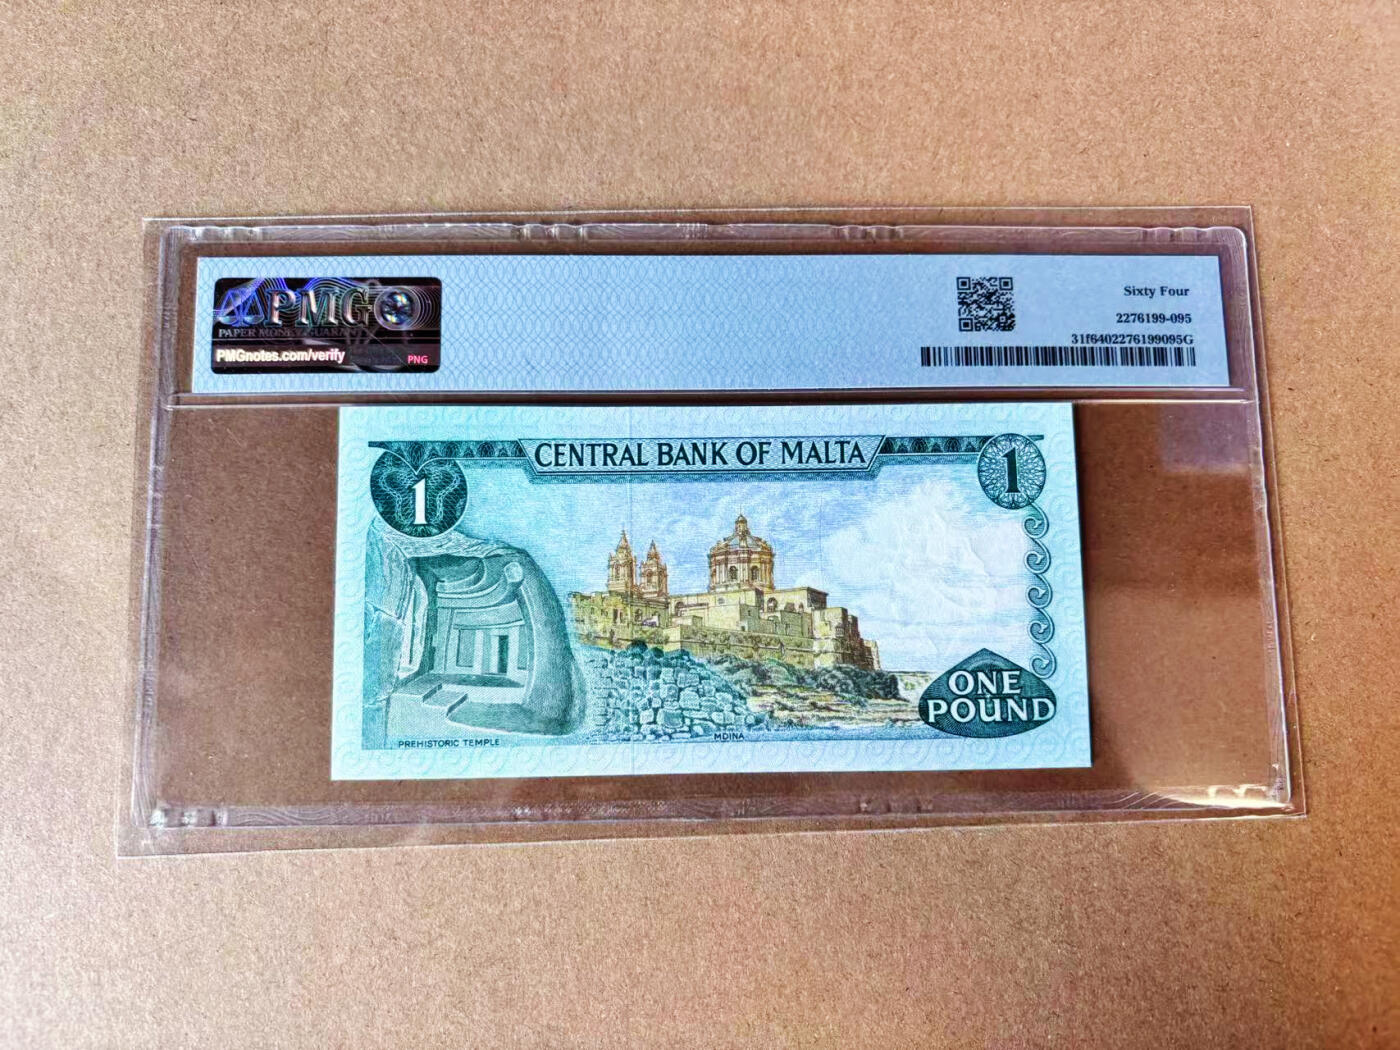 PMG
PAPER MONEY GUARANTY
PMGnotes.com/verify
PNG
Sixty Four
2276199-095
31f6402276199095G
CENTRAL BANK OF MALTA
1
1
ONE
POUND
PREHISTORIC TEMPLE
MDINA